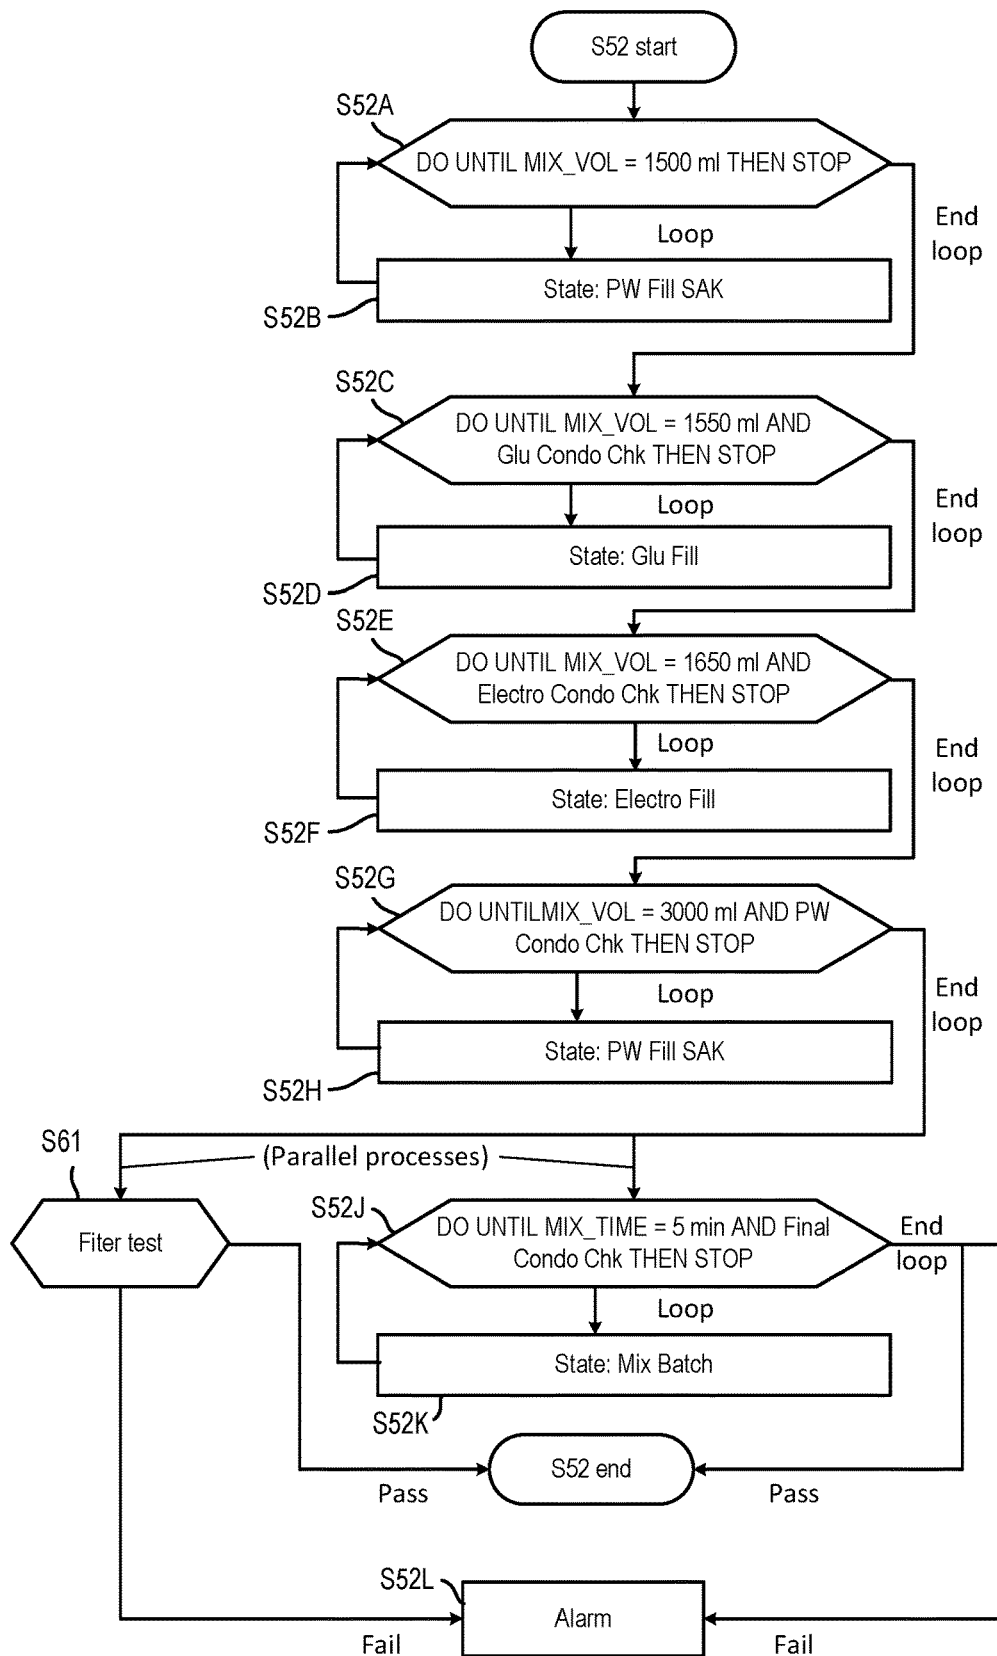 S52 start
S52A
DO UNTIL MIX_VOL = 1500 ml THEN STOP
End
loop
Loop
State: PW Fill SAK
S52B
S52C
DO UNTIL MIX_VOL = 1550 ml AND
Glu Condo Chk THEN STOP
End
loop
Loop
State: Glu Fill
S52D
S52E
DO UNTIL MIX_VOL = 1650 ml AND
Electro Condo Chk THEN STOP
End
loop
Loop
State: Electro Fill
S52F
S52G
DO UNTILMIX_VOL = 3000 ml AND PW
Condo Chk THEN STOP
End
loop
Loop
State: PW Fill SAK
S52H
S61
(Parallel processes)
Fiter test
S52J
DO UNTIL MIX_TIME = 5 min AND Final
Condo Chk THEN STOP
End
loop
Loop
State: Mix Batch
S52K
S52 end
Pass
Pass
S52L
Alarm
Fail
Fail